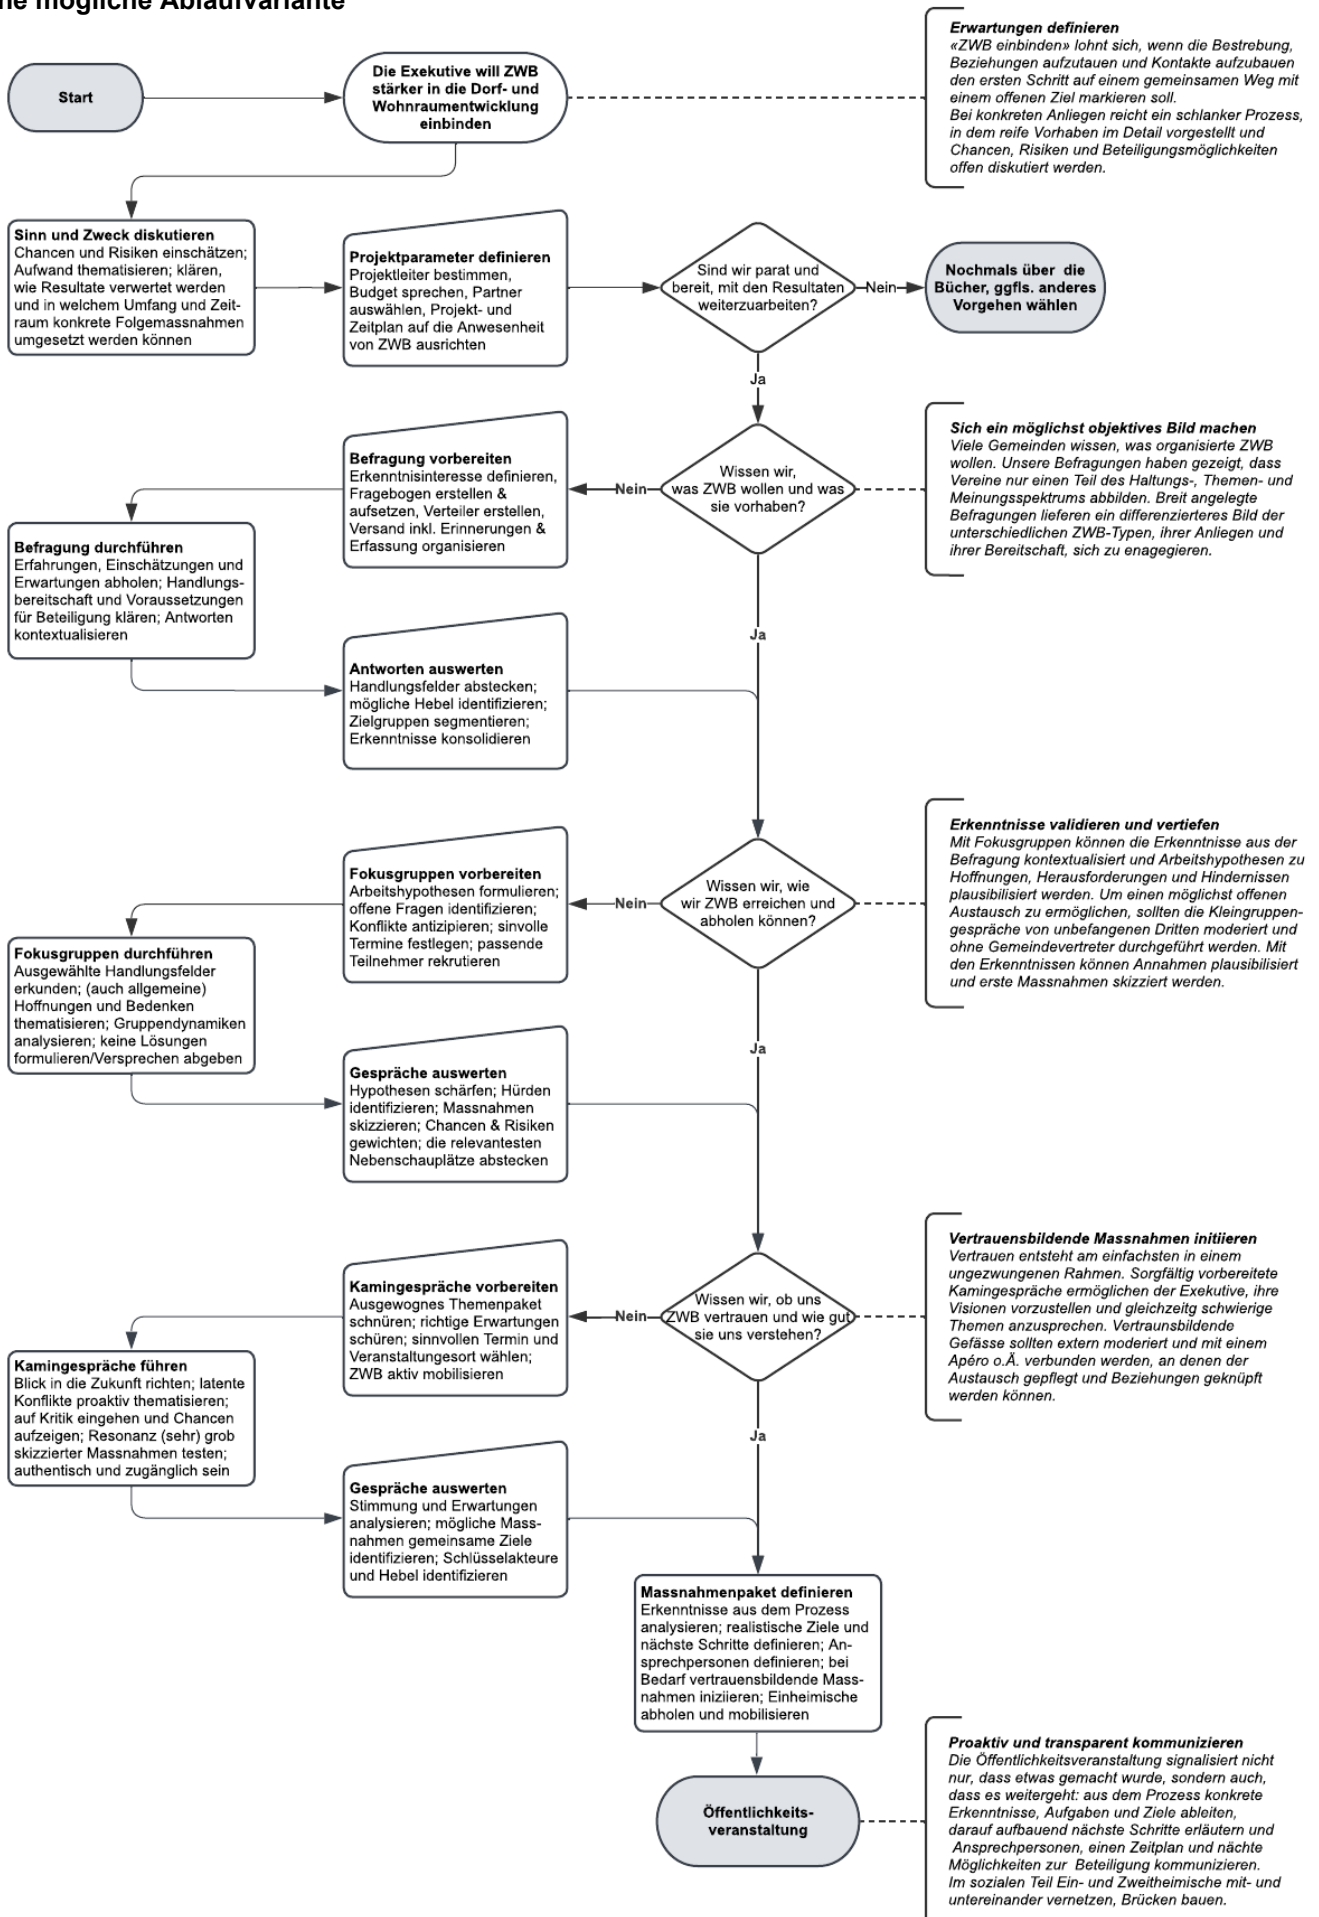 ne mögliche Ablaufvariante
Start
Die Exekutive will ZWB
stärker in die Dorf- und
Wohnraumentwicklung
einbinden
Erwartungen definieren
«ZWB einbinden» lohnt sich, wenn die Bestrebung,
Beziehungen aufzutauen und Kontakte aufzubauen
den ersten Schritt auf einem gemeinsamen Weg mit
einem offenen Ziel markieren soll.
Bei konkreten Anliegen reicht ein schlanker Prozess,
in dem reife Vorhaben im Detail vorgestellt und
Chancen, Risiken und Beteiligungsmöglichkeiten
offen diskutiert werden.
Sinn und Zweck diskutieren
Chancen und Risiken einschätzen;
Aufwand thematisieren; klären,
wie Resultate verwertet werden
und in welchem Umfang und Zeit-
raum konkrete Folgemassnahmen
umgesetzt werden können
Projektparameter definieren
Projektleiter bestimmen,
Budget sprechen, Partner
auswählen, Projekt- und
Zeitplan auf die Anwesenheit
von ZWB ausrichten
Sind wir parat und
bereit, mit den Resultaten
weiterzuarbeiten?
Nein
Nochmals über die
Bücher, ggfls. anderes
Vorgehen wählen
Ja
Befragung vorbereiten
Erkenntnisinteresse definieren,
Fragebogen erstellen &
aufsetzen, Verteiler erstellen,
Versand inkl. Erinnerungen &
Erfassung organisieren
Nein
Wissen wir,
was ZWB wollen und was
sie vorhaben?
Sich ein möglichst objektives Bild machen
Viele Gemeinden wissen, was organisierte ZWB
wollen. Unsere Befragungen haben gezeigt, dass
Vereine nur einen Teil des Haltungs-, Themen- und
Meinungsspektrums abbilden. Breit angelegte
Befragungen lieferen ein differenzierteres Bild der
unterschiedlichen ZWB-Typen, ihrer Anliegen und
ihrer Bereitschaft, sich zu enagegieren.
Befragung durchführen
Erfahrungen, Einschätzungen und
Erwartungen abholen; Handlungs-
bereitschaft und Voraussetzungen
für Beteiligung klären; Antworten
kontextualisieren
Ja
Antworten auswerten
Handlungsfelder abstecken;
mögliche Hebel identifizieren;
Zielgruppen segmentieren;
Erkenntnisse konsolidieren
Fokusgruppen vorbereiten
Arbeitshypothesen formulieren;
offene Fragen identifizieren;
Konflikte antizipieren; sinvolle
Termine festlegen; passende
Teilnehmer rekrutieren
Nein
Wissen wir, wie
wir ZWB erreichen und
abholen können?
Erkenntnisse validieren und vertiefen
Mit Fokusgruppen können die Erkenntnisse aus der
Befragung kontextualisiert und Arbeitshypothesen zu
Hoffnungen, Herausforderungen und Hindernissen
plausibilisiert werden. Um einen möglichst offenen
Austausch zu ermöglichen, sollten die Kleingruppen-
gespräche von unbefangenen Dritten moderiert und
ohne Gemeindevertreter durchgeführt werden. Mit
den Erkenntnissen können Annahmen plausibilisiert
und erste Massnahmen skizziert werden.
Fokusgruppen durchführen
Ausgewählte Handlungsfelder
erkunden; (auch allgemeine)
Hoffnungen und Bedenken
thematisieren; Gruppendynamiken
analysieren; keine Lösungen
formulieren/Versprechen abgeben
Ja
Gespräche auswerten
Hypothesen schärfen; Hürden
identifizieren; Massnahmen
skizzieren; Chancen & Risiken
gewichten; die relevantesten
Nebenschauplätze abstecken
Kamingespräche vorbereiten
Ausgewognes Themenpaket
schnüren; richtige Erwartungen
schüren; sinnvollen Termin und
Veranstaltungesort wählen;
ZWB aktiv mobilisieren
Nein
Wissen wir, ob uns
ZWB vertrauen und wie gut
sie uns verstehen?
Vertrauensbildende Massnahmen initiieren
Vertrauen entsteht am einfachsten in einem
ungezwungenen Rahmen. Sorgfältig vorbereitete
Kamingespräche ermöglichen der Exekutive, ihre
Visionen vorzustellen und gleichzeitg schwierige
Themen anzusprechen. Vertraunsbildende
Gefässe sollten extern moderiert und mit einem
Apéro o.Ä. verbunden werden, an denen der
Austausch gepflegt und Beziehungen geknüpft
werden können.
Kamingespräche führen
Blick in die Zukunft richten; latente
Konflikte proaktiv thematisieren;
auf Kritik eingehen und Chancen
aufzeigen; Resonanz (sehr) grob
skizzierter Massnahmen testen;
authentisch und zugänglich sein
Ja
Gespräche auswerten
Stimmung und Erwartungen
analysieren; mögliche Mass-
nahmen gemeinsame Ziele
identifizieren; Schlüsselakteure
und Hebel identifizieren
Massnahmenpaket definieren
Erkenntnisse aus dem Prozess
analysieren; realistische Ziele und
nächste Schritte definieren; An-
sprechpersonen definieren; bei
Bedarf vertrauensbildende Mass-
nahmen iniziieren; Einheimische
abholen und mobilisieren
Öffentlichkeits-
veranstaltung
Proaktiv und transparent kommunizieren
Die Öffentlichkeitsveranstaltung signalisiert nicht
nur, dass etwas gemacht wurde, sondern auch,
dass es weitergeht: aus dem Prozess konkrete
Erkenntnisse, Aufgaben und Ziele ableiten,
darauf aufbauend nächste Schritte erläutern und
Ansprechpersonen, einen Zeitplan und nächte
Möglichkeiten zur Beteiligung kommunizieren.
Im sozialen Teil Ein- und Zweitheimische mit- und
untereinander vernetzen, Brücken bauen.